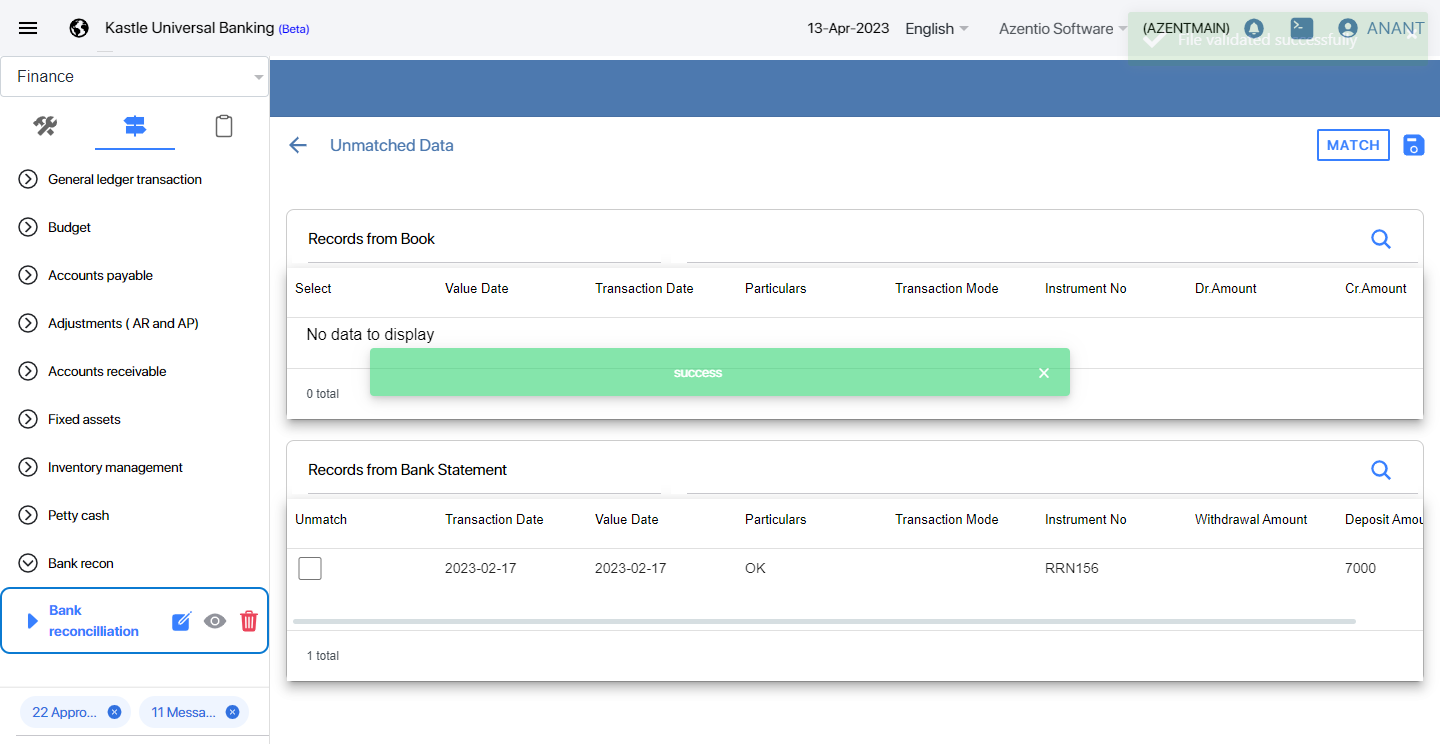 Kastle Universal Banking (Beta)
13-Apr-2023
English
Azentio Software
(AZENTMAIN)
ANANT
File validated successfully
Finance
General ledger transaction
Budget
Accounts payable
Adjustments ( AR and AP)
Accounts receivable
Fixed assets
Inventory management
Petty cash
Bank recon
Bank
reconcilliation
22 Appro...
11 Messa...
Unmatched Data
MATCH
Records from Book
Select Value Date Transaction Date Particulars Transaction Mode Instrument No Dr.Amount Cr.Amount
No data to display
success
0 total
Records from Bank Statement
Unmatch Transaction Date Value Date Particulars Transaction Mode Instrument No Withdrawal Amount Deposit Amou
2023-02-17 2023-02-17 OK RRN156 7000
1 total